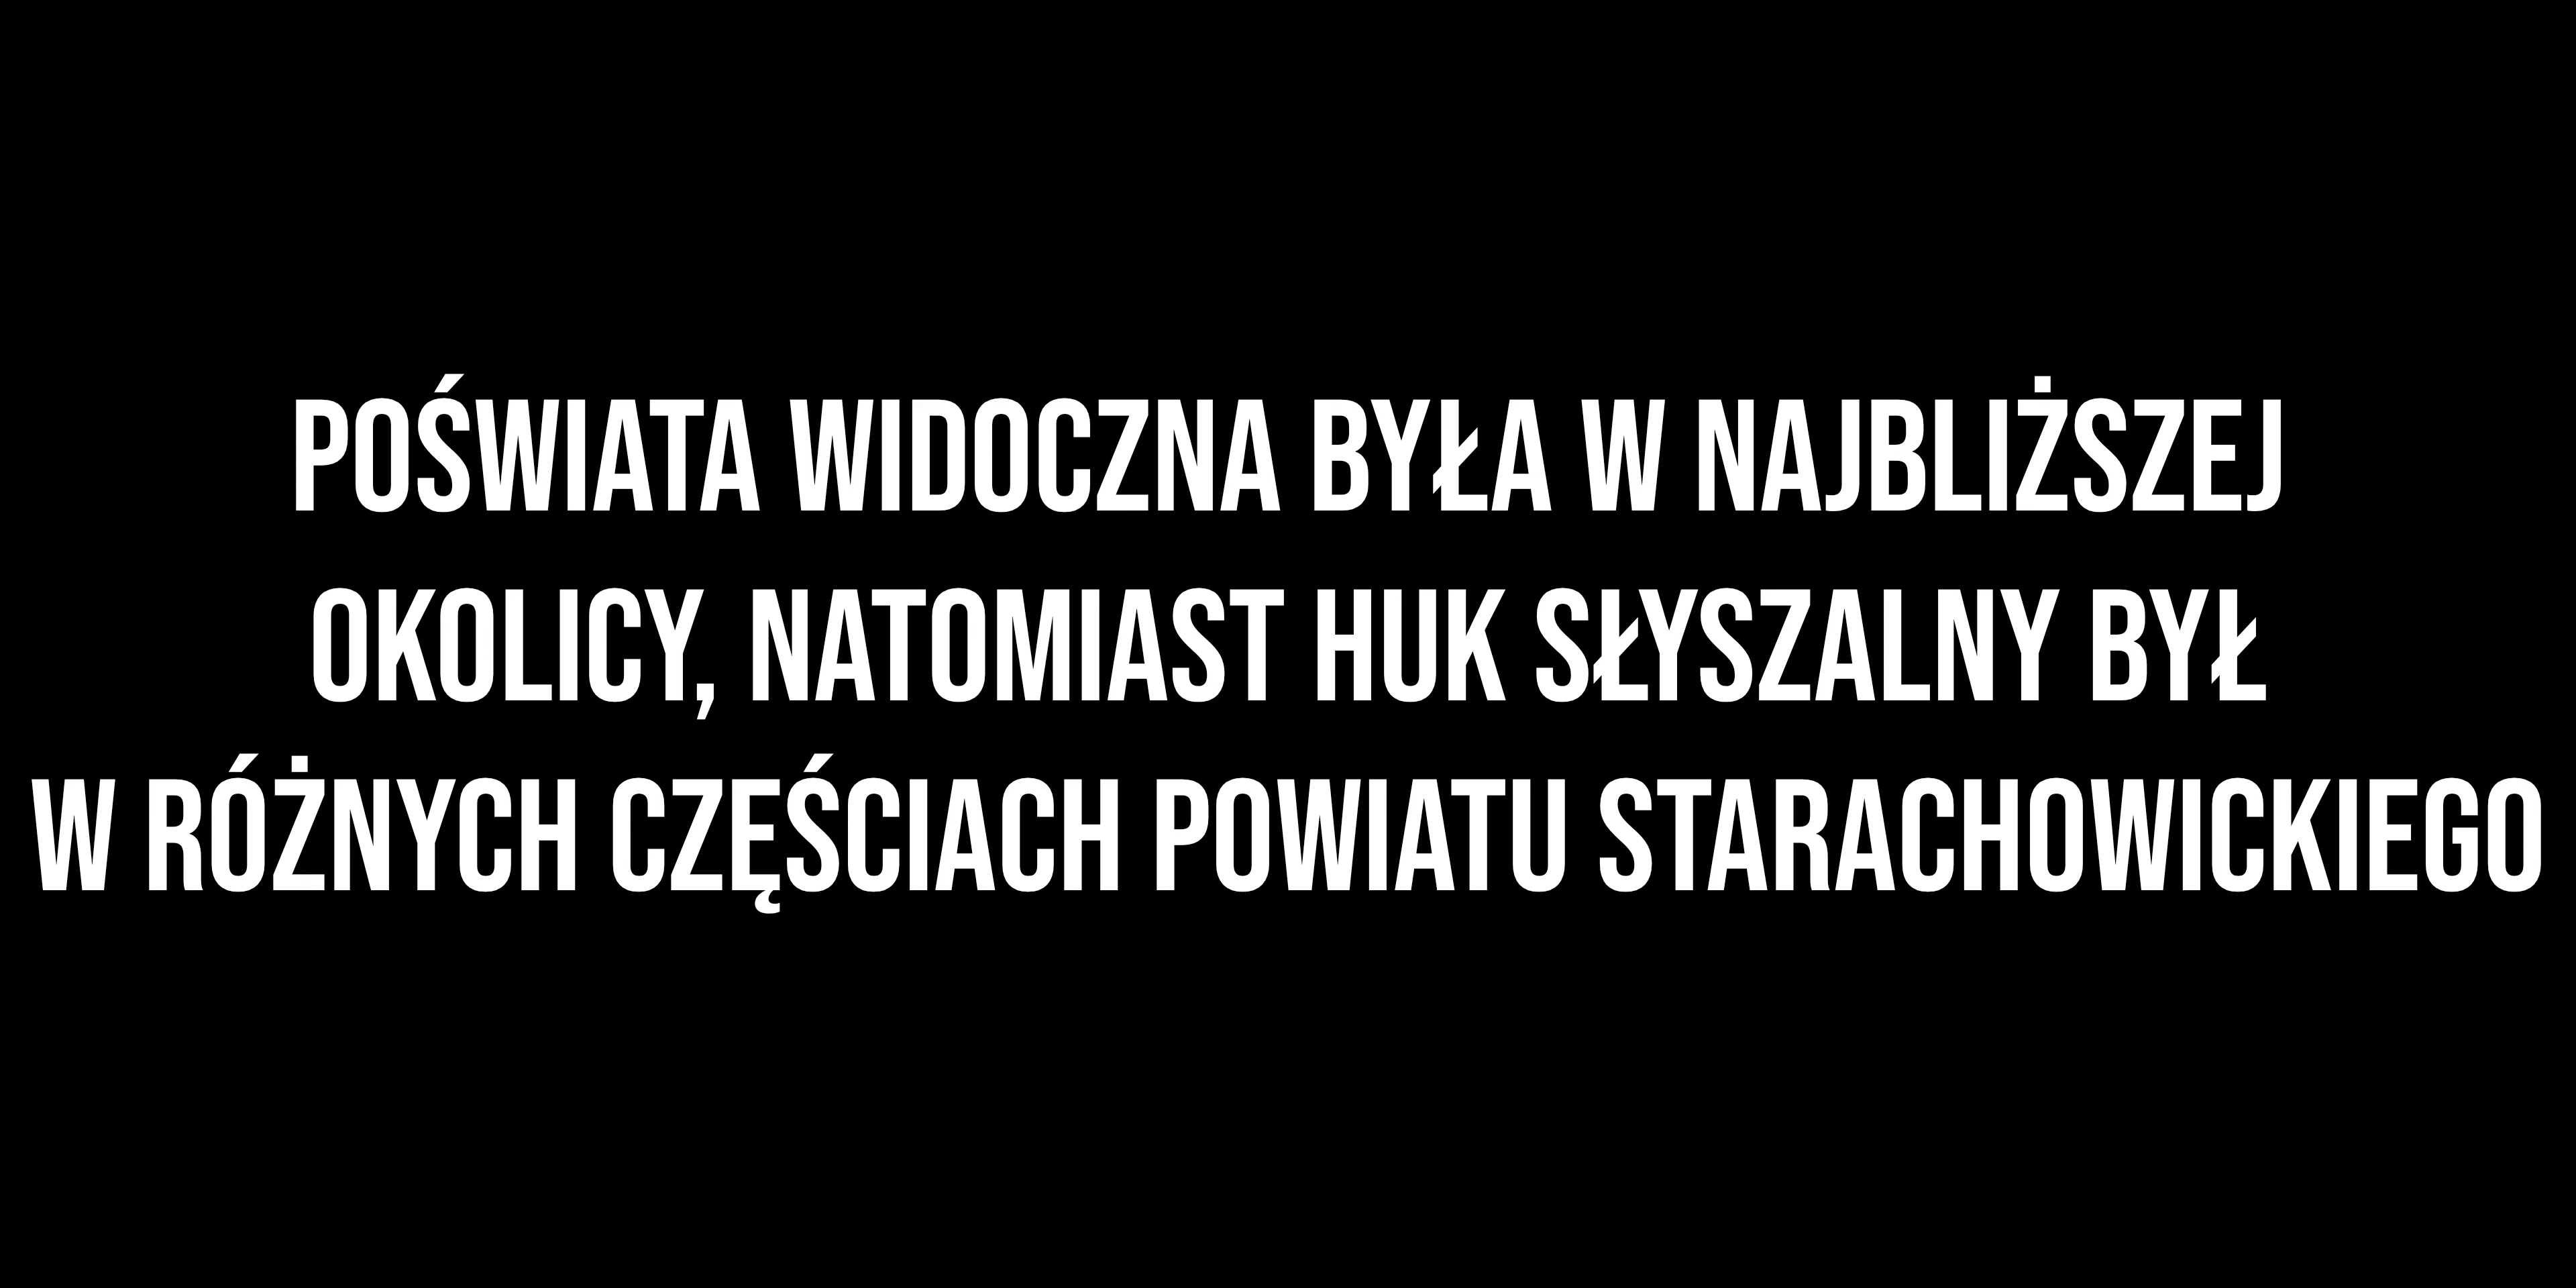 POŚWIATA WIDOCZNA BYŁA W NAJBLIŻSZEJ
OKOLICY, NATOMIAST HUK SŁYSZALNY BYŁ
W RÓŻNYCH CZĘŚCIACH POWIATU STARACHOWICKIEGO